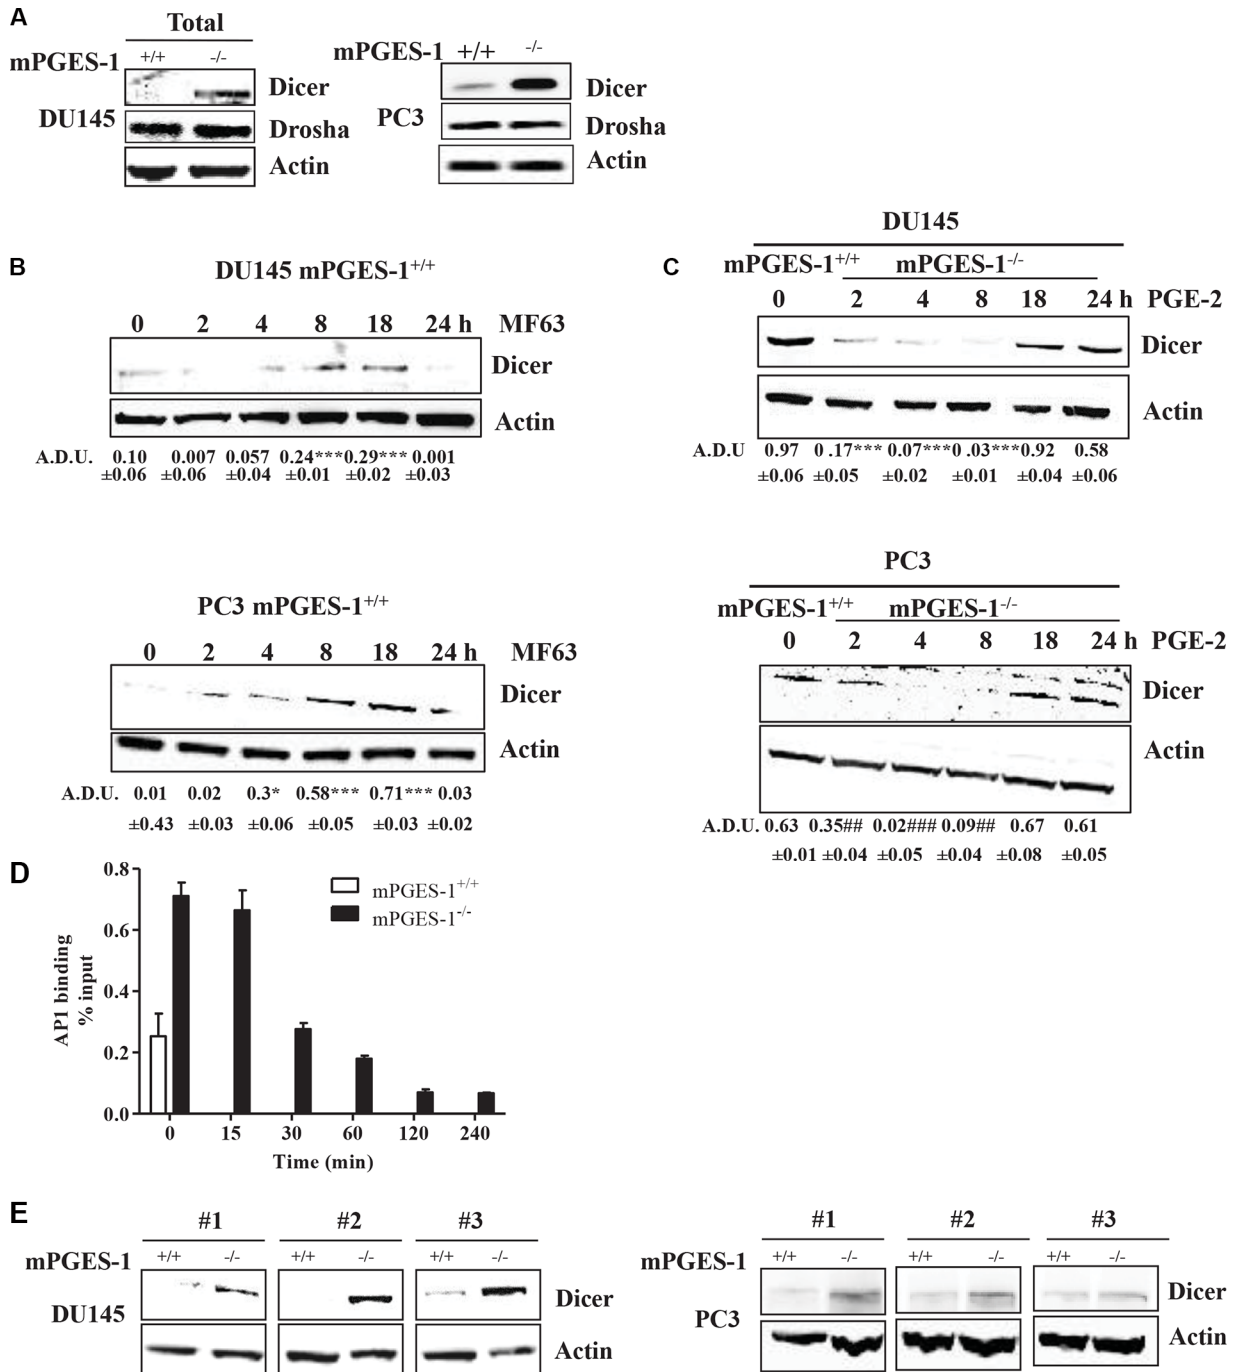 A
Total
mPGES-1 +/+ -/-
DU145
Dicer
Drosha
Actin
mPGES-1 +/+ -/-
PC3
Dicer
Drosha
Actin
B
DU145 mPGES-1+/+
0 2 4 8 18 24 h MF63
Dicer
Actin
A.D.U. 0.10 0.007 0.057 0.24***0.29*** 0.001
±0.06 ±0.06 ±0.04 ±0.01 ±0.02 ±0.03
PC3 mPGES-1+/+
0 2 4 8 18 24 h MF63
Dicer
Actin
A.D.U. 0.01 0.02 0.3* 0.58*** 0.71*** 0.03
±0.43 ±0.03 ±0.06 ±0.05 ±0.03 ±0.02
C
DU145
mPGES-1+/+ mPGES-1-/-
0 2 4 8 18 24 h PGE-2
Dicer
Actin
A.D.U 0.97 0 .17*** 0.07***0 .03***0.92 0.58
±0.06 ±0.05 ±0.02 ±0.01 ±0.04 ±0.06
PC3
mPGES-1+/+ mPGES-1-/-
0 2 4 8 18 24 h PGE-2
Dicer
Actin
A.D.U. 0.63 0.35## 0.02###0.09## 0.67 0.61
±0.01 ±0.04 ±0.05 ±0.04 ±0.08 ±0.05
D
0.8
0.6
0.4
0.2
0.0
AP1 binding
% input
mPGES-1+/+
mPGES-1-/-
0 15 30 60 120 240
Time (min)
E
#1 #2 #3
mPGES-1 +/+ -/- +/+ -/- +/+ -/-
DU145
Dicer
Actin
#1 #2 #3
mPGES-1 +/+ -/- +/+ -/- +/+ -/-
PC3
Dicer
Actin